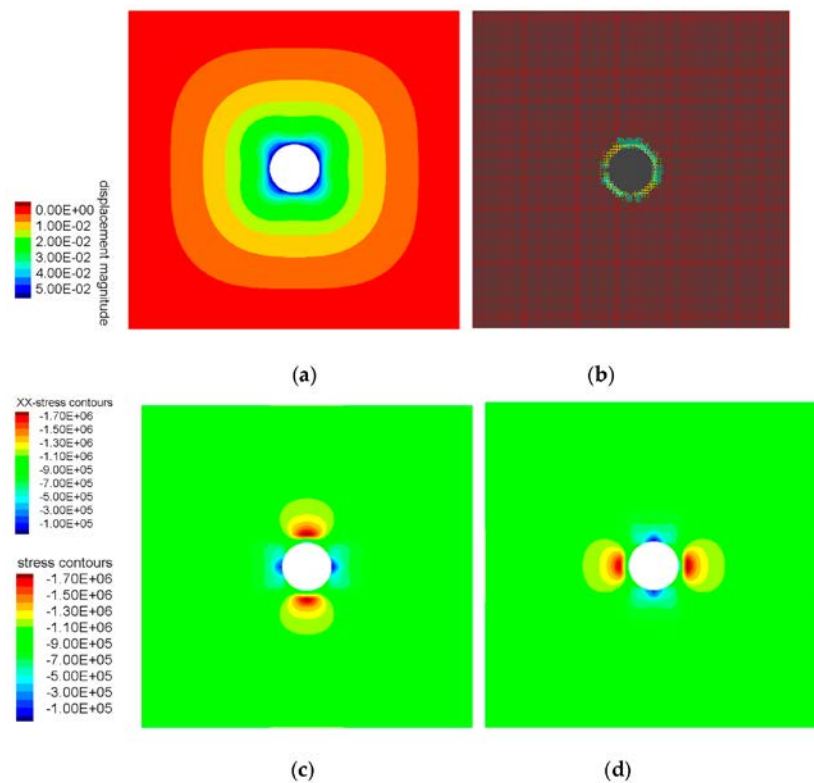 displacement magnitude
0.00E+00
1.00E-02
2.00E-02
3.00E-02
4.00E-02
5.00E-02
(a)
(b)
XX-stress contours
-1.70E+06
-1.50E+06
-1.30E+06
-1.10E+06
-9.00E+05
-7.00E+05
-5.00E+05
-3.00E+05
-1.00E+05
stress contours
-1.70E+06
-1.50E+06
-1.30E+06
-1.10E+06
-9.00E+05
-7.00E+05
-5.00E+05
-3.00E+05
-1.00E+05
(c)
(d)